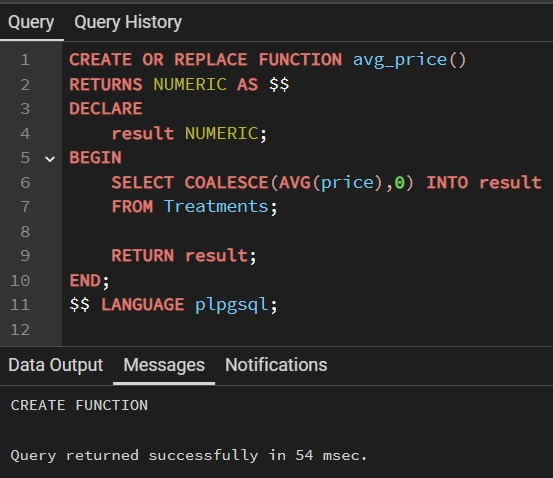 Query Query History
1 CREATE OR REPLACE FUNCTION avg_price()
2 RETURNS NUMERIC AS $$
3 DECLARE
4     result NUMERIC;
5 BEGIN
6     SELECT COALESCE(AVG(price),0) INTO result
7     FROM Treatments;
8
9     RETURN result;
10 END;
11 $$ LANGUAGE plpgsql;
12
Data Output Messages Notifications
CREATE FUNCTION
Query returned successfully in 54 msec.